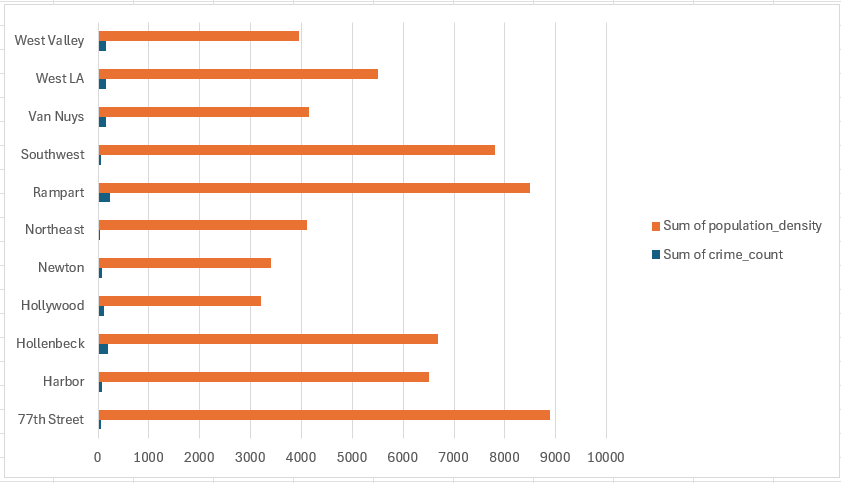 West Valley
West LA
Van Nuys
Southwest
Rampart
Northeast
Newton
Hollywood
Hollenbeck
Harbor
77th Street
0 1000 2000 3000 4000 5000 6000 7000 8000 9000 10000
Sum of population_density
Sum of crime_count